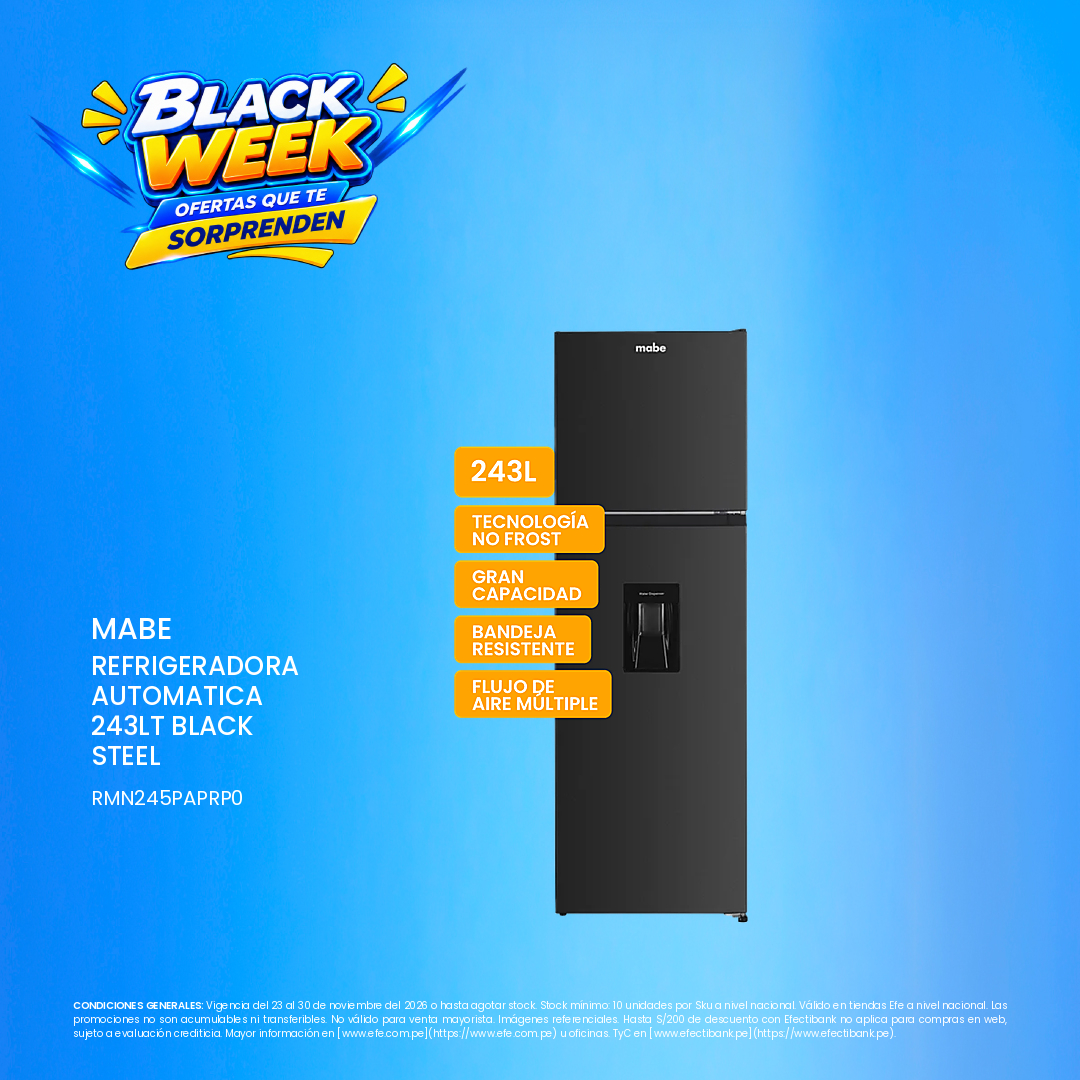 BLACK
WEEK
OFERTAS QUE TE
SORPRENDEN
mabe
243L
TECNOLOGÍA
NO FROST
GRAN
CAPACIDAD
Water Dispenser
BANDEJA
RESISTENTE
FLUJO DE
AIRE MÚLTIPLE
MABE
REFRIGERADORA
AUTOMATICA
243LT BLACK
STEEL
RMN245PAPRP0
CONDICIONES GENERALES: Vigencia del 23 al 30 de noviembre del 2026 o hasta agotar stock. Stock mínimo: 10 unidades por Sku a nivel nacional. Válido en tiendas Efe a nivel nacional. Las
promociones no son acumulables ni transferibles. No válido para venta mayorista. Imágenes referenciales. Hasta S/200 de descuento con Efectibank no aplica para compras en web,
sujeto a evaluación crediticia. Mayor información en [www.efe.com.pe](https://www.efe.com.pe) u oficinas. TyC en [www.efectibank.pe](https://www.efectibank.pe).